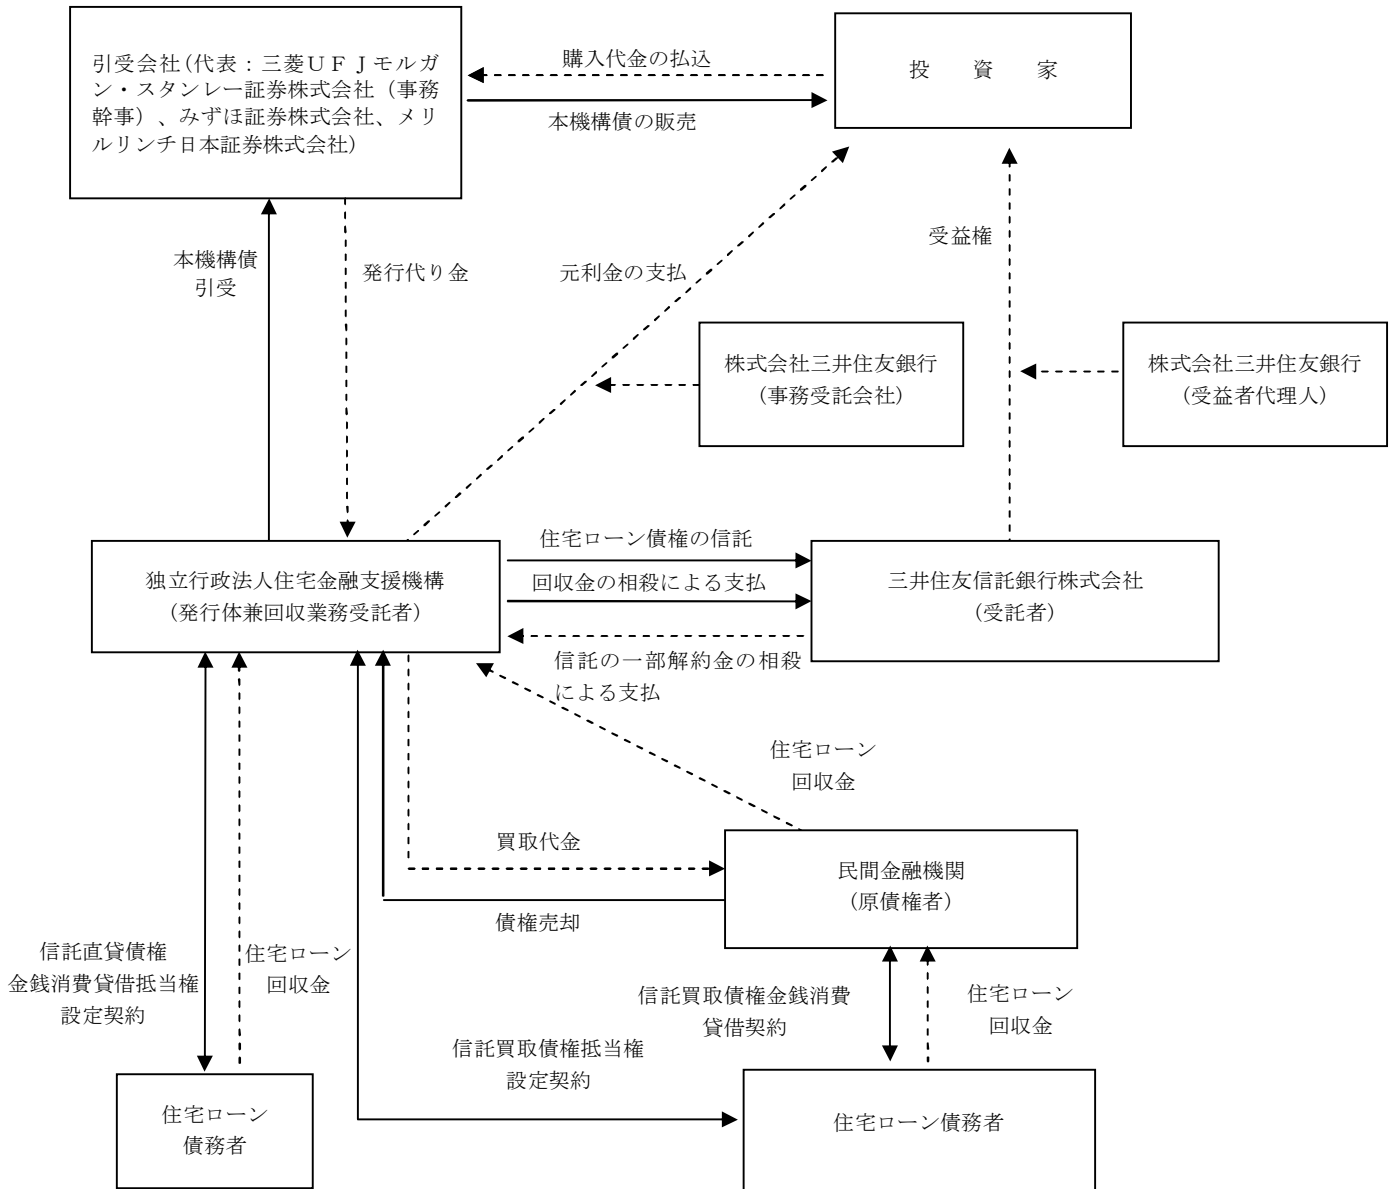 引受会社(代表：三菱ＵＦＪモルガ
ン・スタンレー証券株式会社（事務
幹事）、みずほ証券株式会社、メリ
ルリンチ日本証券株式会社)
購入代金の払込
本機構債の販売
投　資　家
本機構債
引受
発行代り金
元利金の支払
受益権
株式会社三井住友銀行
（事務受託会社）
株式会社三井住友銀行
（受益者代理人）
独立行政法人住宅金融支援機構
（発行体兼回収業務受託者）
住宅ローン債権の信託
回収金の相殺による支払
信託の一部解約金の相殺
による支払
三井住友信託銀行株式会社
（受託者）
住宅ローン
回収金
買取代金
債権売却
民間金融機関
（原債権者）
信託直貸債権
金銭消費貸借抵当権
設定契約
住宅ローン
回収金
信託買取債権金銭消費
貸借契約
住宅ローン
回収金
信託買取債権抵当権
設定契約
住宅ローン
債務者
住宅ローン債務者